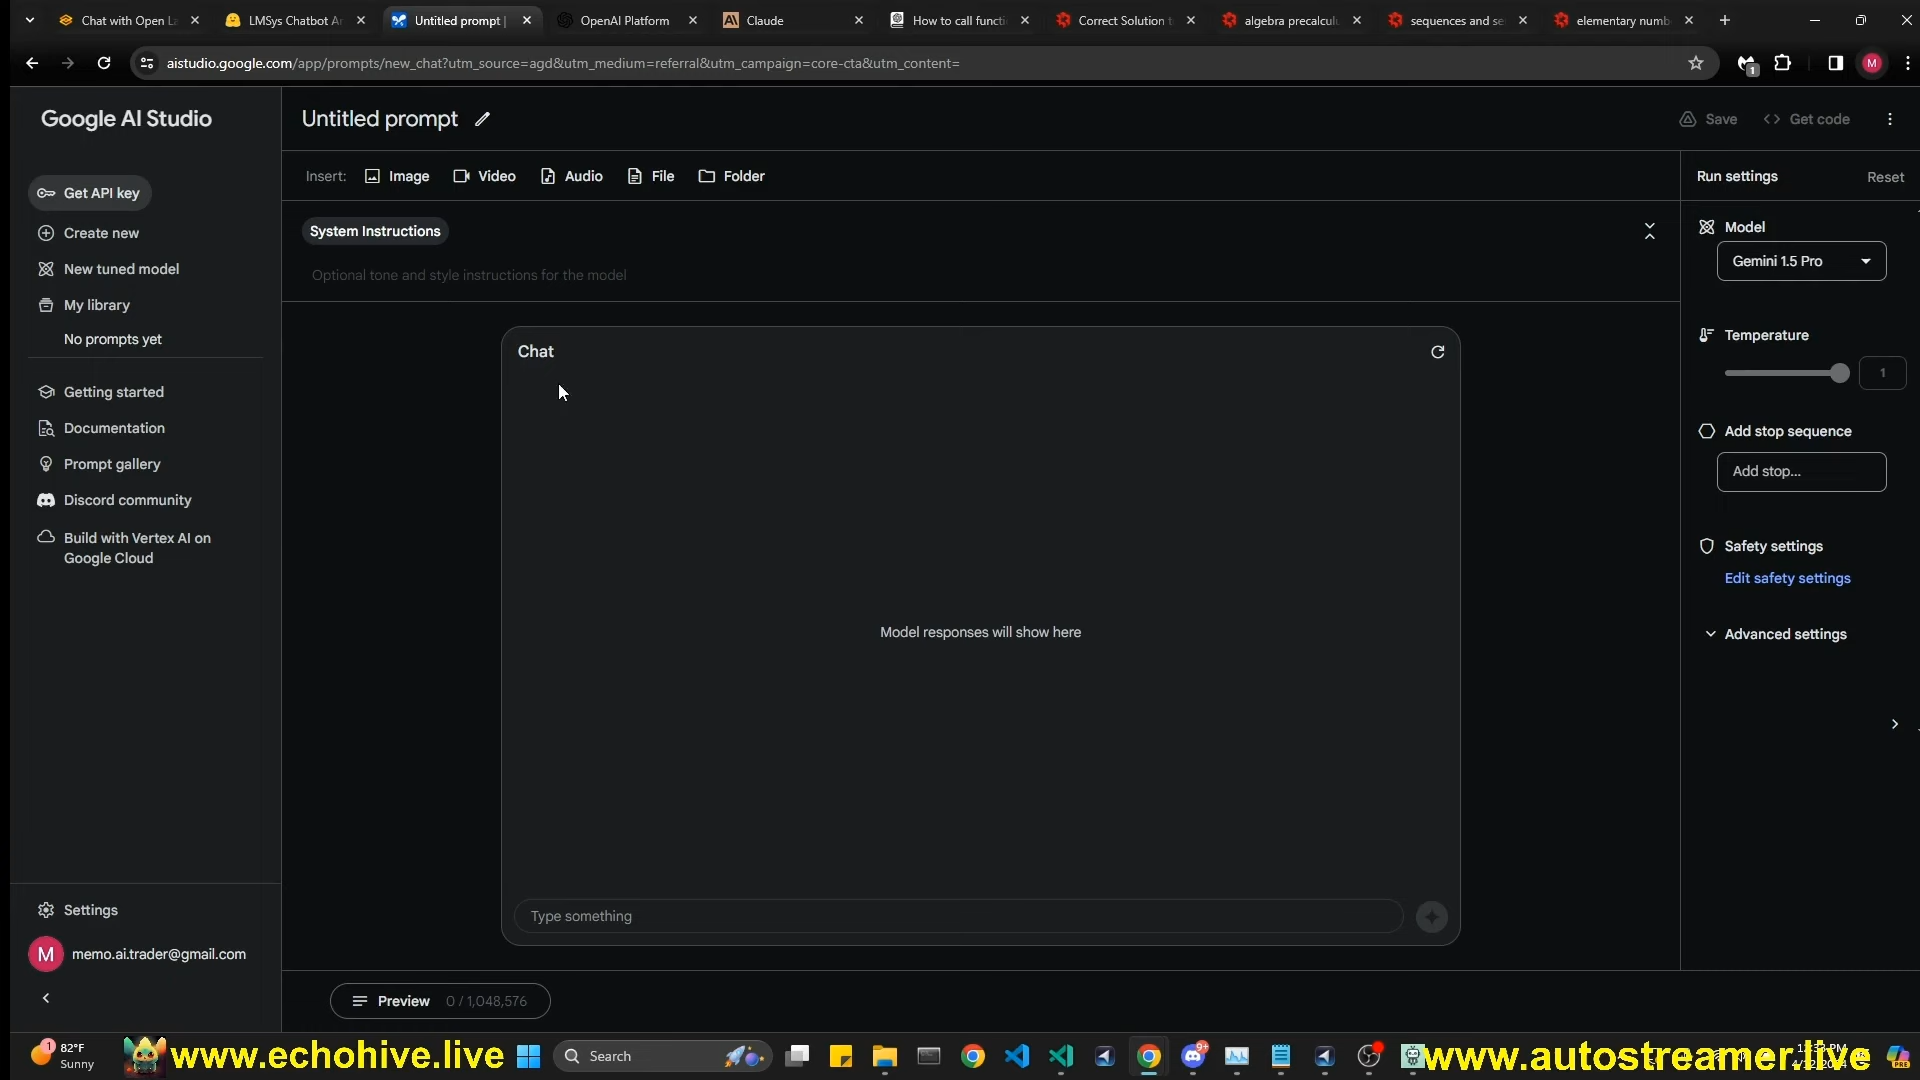 Chat with Open La
LMSys Chatbot Ar
Untitled prompt |
OpenAI Platform
Claude
How to call functi
Correct Solution t
algebra precalcul
sequences and se
elementary numb
aistudio.google.com/app/prompts/new_chat?utm_source=agd&utm_medium=referral&utm_campaign=core-cta&utm_content=
1
M
Google AI Studio
Untitled prompt
Save
Get code
Get API key
Create new
New tuned model
My library
No prompts yet
Getting started
Documentation
Prompt gallery
Discord community
Build with Vertex AI on
Google Cloud
Settings
M memo.ai.trader@gmail.com
Insert: Image Video Audio File Folder
System Instructions
Optional tone and style instructions for the model
Chat
Model responses will show here
Type something
Preview 0 / 1,048,576
Run settings Reset
Model
Gemini 1.5 Pro
Temperature
1
Add stop sequence
Add stop...
Safety settings
Edit safety settings
Advanced settings
1
82°F
Sunny
www.echohive.live
Search
9+
PRE
www.autostreamer.live